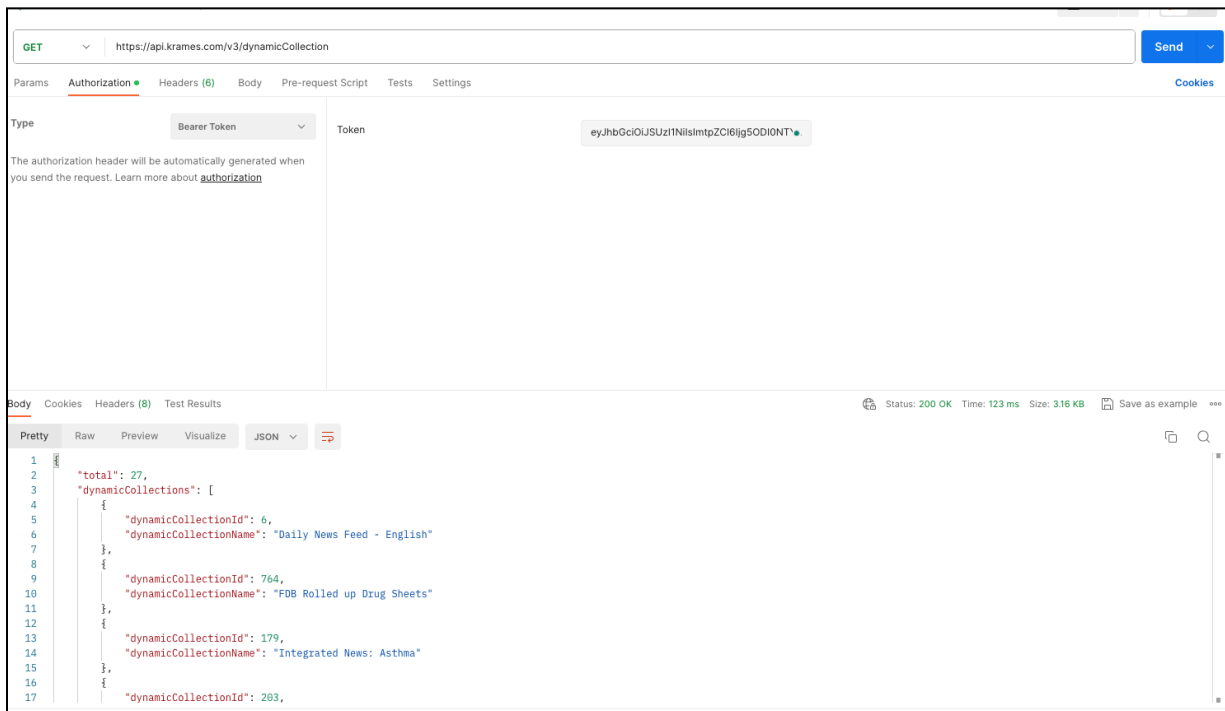 GET https://api.krames.com/v3/dynamicCollection Send
Params Authorization Headers (6) Body Pre-request Script Tests Settings Cookies
Type Bearer Token Token eyJhbGciOiJSUzI1NiIsImtpZCI6Ijg5ODI0NT
The authorization header will be automatically generated when
you send the request. Learn more about authorization
Body Cookies Headers (8) Test Results Status: 200 OK Time: 123 ms Size: 3.16 KB Save as example
Pretty Raw Preview Visualize JSON
1 {
2 "total": 27,
3 "dynamicCollections": [
4 {
5 "dynamicCollectionId": 6,
6 "dynamicCollectionName": "Daily News Feed - English"
7 },
8 {
9 "dynamicCollectionId": 764,
10 "dynamicCollectionName": "FDB Rolled up Drug Sheets"
11 },
12 {
13 "dynamicCollectionId": 179,
14 "dynamicCollectionName": "Integrated News: Asthma"
15 },
16 {
17 "dynamicCollectionId": 203,